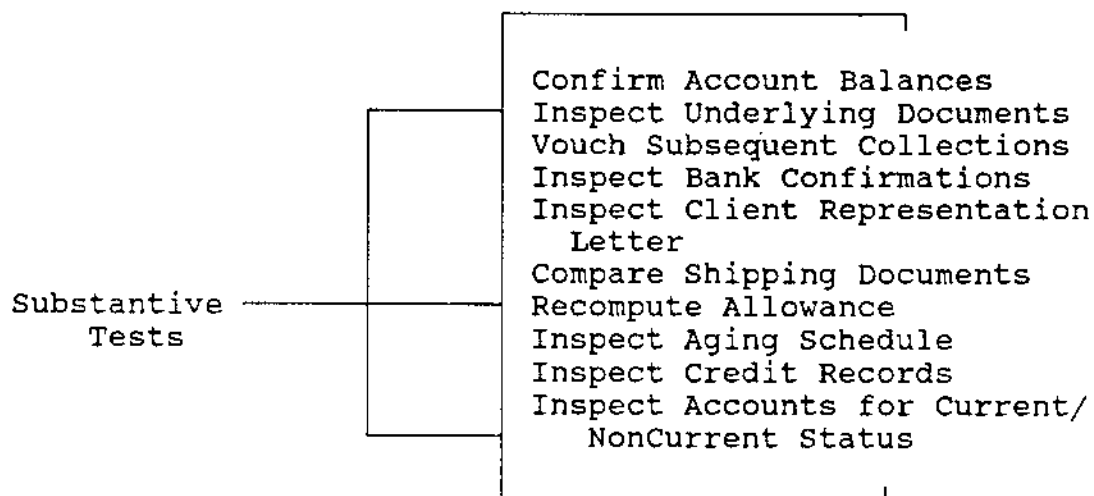 Confirm Account Balances
Inspect Underlying Documents
Vouch Subsequent Collections
Inspect Bank Confirmations
Inspect Client Representation
Letter
Compare Shipping Documents
Recompute Allowance
Inspect Aging Schedule
Inspect Credit Records
Inspect Accounts for Current/
NonCurrent Status
Substantive
Tests